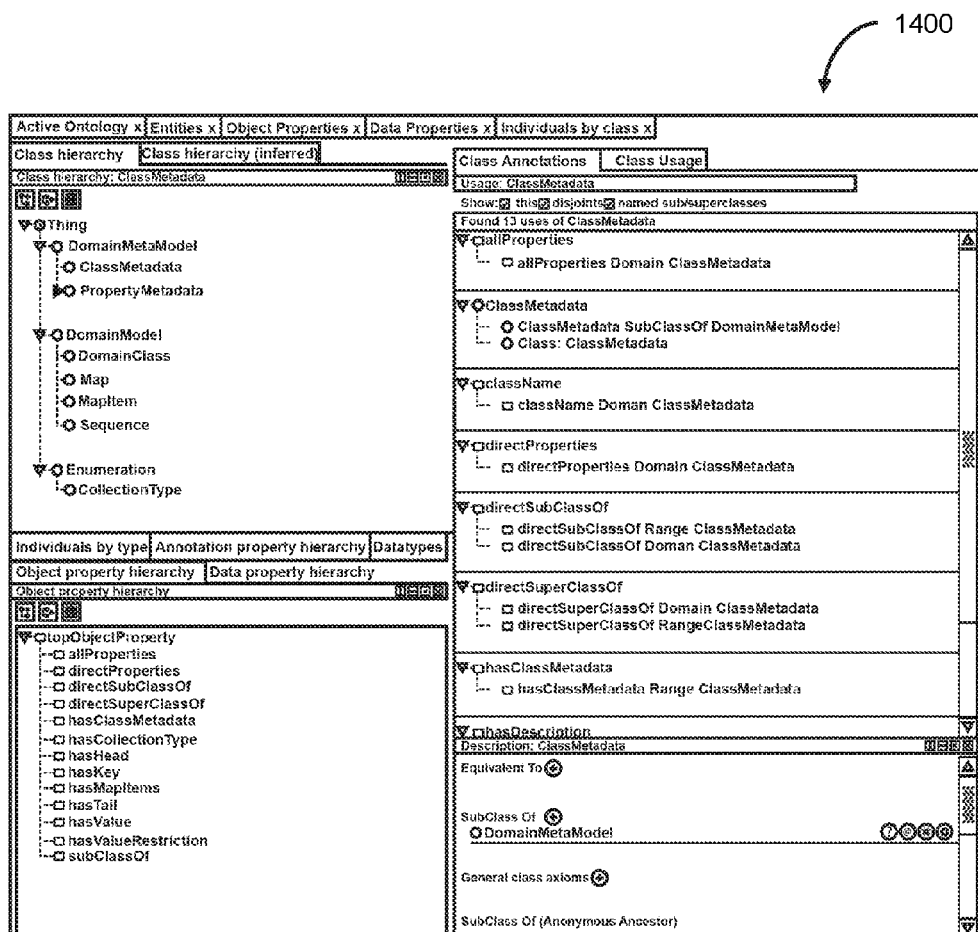 1400
Active Ontology x Entities x Object Properties x Data Properties x Individuals by class x
Class hierarchy Class hierarchy (inferred)
Class hierarchy: ClassMetadata
Thing
DomainMetaModel
ClassMetadata
PropertyMetadata
DomainModel
DomainClass
Map
MapItem
Sequence
Enumeration
CollectionType
Individuals by type Annotation property hierarchy Datatypes
Object property hierarchy Data property hierarchy
Object property hierarchy
topObjectProperty
allProperties
directProperties
directSubClassOf
directSuperClassOf
hasClassMetadata
hasCollectionType
hasHead
hasKey
hasMapItems
hasTail
hasValue
hasValueRestriction
subClassOf
Class Annotations Class Usage
Usage: ClassMetadata
Show: this disjoints named sub/superclasses
Found 13 uses of ClassMetadata
allProperties
allProperties Domain ClassMetadata
ClassMetadata
ClassMetadata SubClassOf DomainMetaModel
Class: ClassMetadata
className
className Doman ClassMetadata
directProperties
directProperties Domain ClassMetadata
directSubClassOf
directSubClassOf Range ClassMetadata
directSubClassOf Doman ClassMetadata
directSuperClassOf
directSuperClassOf Domain ClassMetadata
directSuperClassOf RangeClassMetadata
hasClassMetadata
hasClassMetadata Range ClassMetadata
hasDescription
Description: ClassMetadata
Equivalent To
SubClass Of
DomainMetaModel
General class axioms
SubClass Of (Anonymous Ancestor)